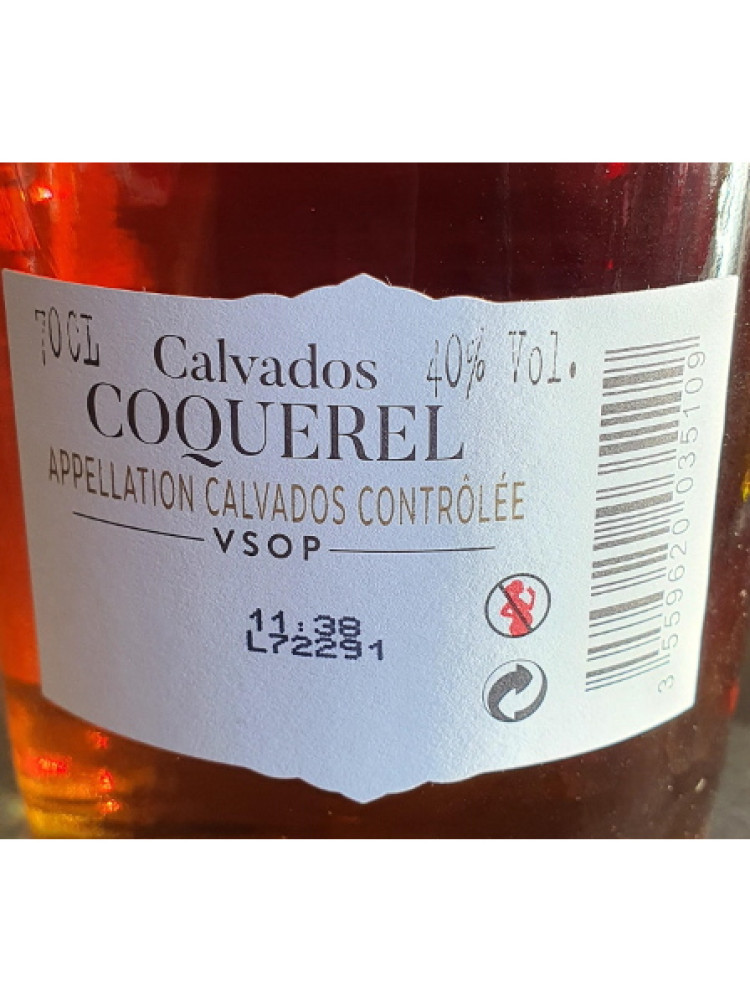 70CL Calvados 40% Vol.
COQUEREL
APPELLATION CALVADOS CONTRÔLÉE
VSOP
11:38
L72291
3 559620 035109